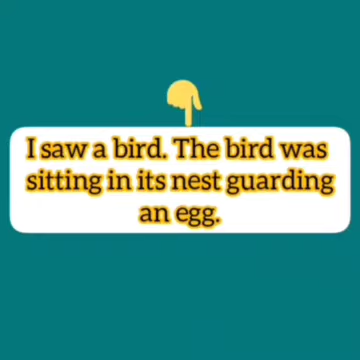 I saw a bird. The bird was
sitting in its nest guarding
an egg.